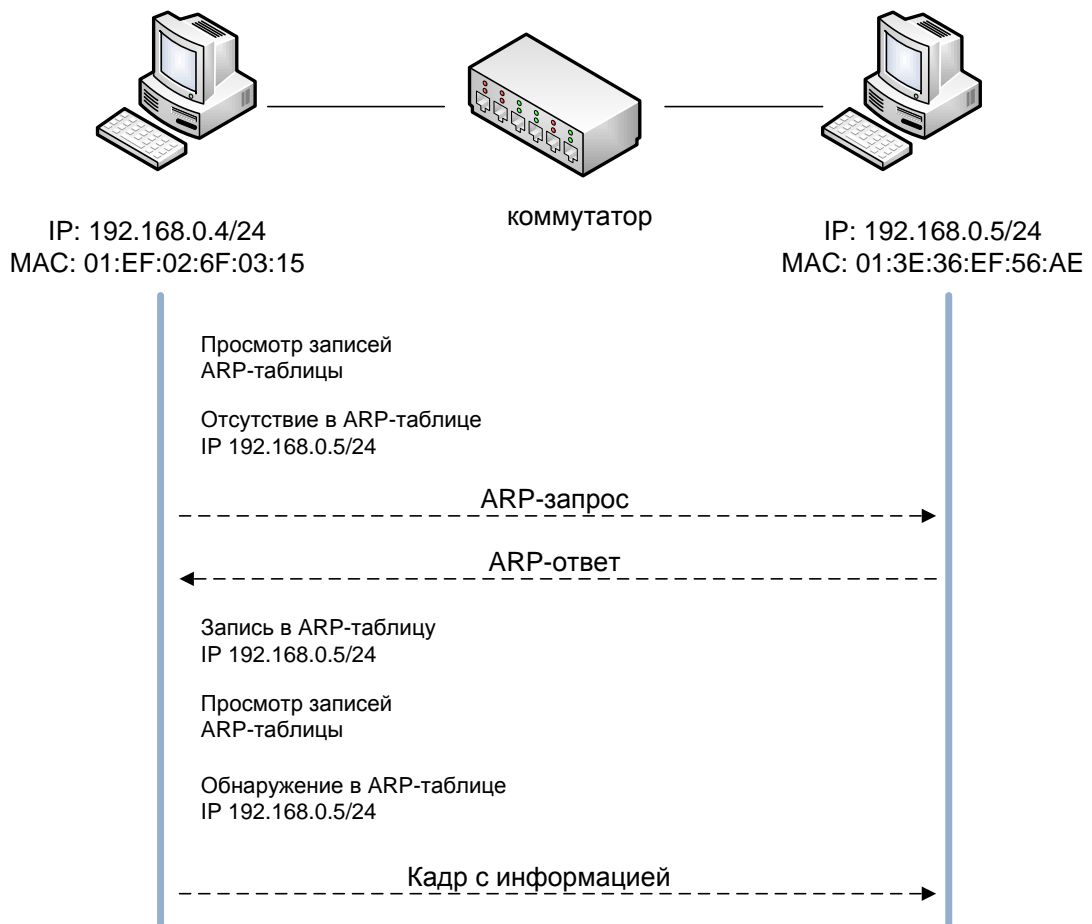 коммутатор
IP: 192.168.0.4/24
MAC: 01:EF:02:6F:03:15
IP: 192.168.0.5/24
MAC: 01:3E:36:EF:56:AE
Просмотр записей
ARP-таблицы
Отсутствие в ARP-таблице
IP 192.168.0.5/24
ARP-запрос
ARP-ответ
Запись в ARP-таблицу
IP 192.168.0.5/24
Просмотр записей
ARP-таблицы
Обнаружение в ARP-таблице
IP 192.168.0.5/24
Кадр с информацией